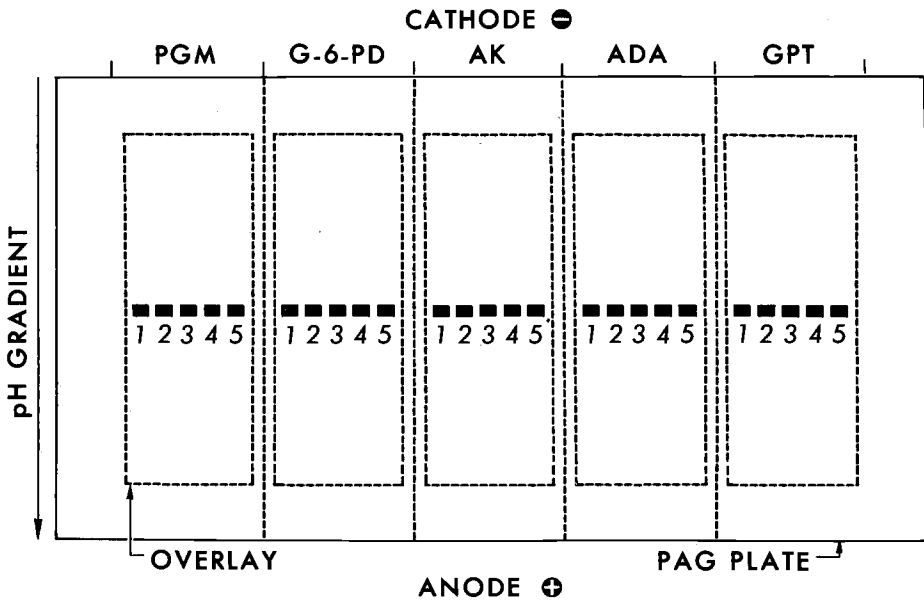 CATHODE ⊖
PGM G-6-PD AK ADA GPT
pH GRADIENT
1 2 3 4 5 1 2 3 4 5 1 2 3 4 5 1 2 3 4 5 1 2 3 4 5
OVERLAY PAG PLATE
ANODE ⊕